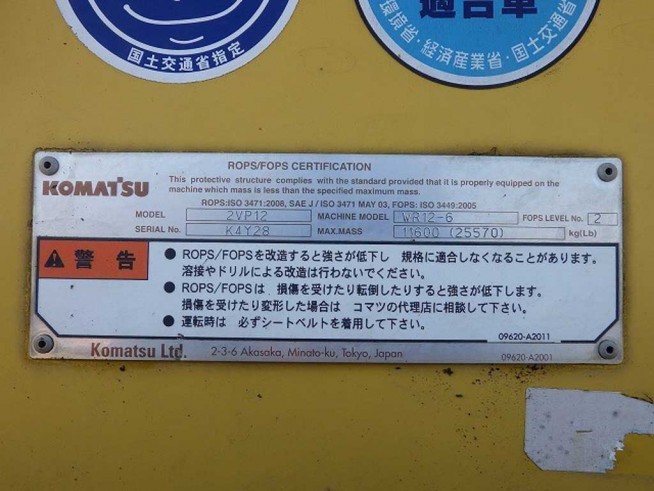 国土交通省指定
適合車
環境省・経済産業省・国土交通省
ROPS/FOPS CERTIFICATION
KOMATSU
This protective structure complies with the standard provided that it is properly equipped on the
machine which mass is less than the specified maximum mass.
ROPS:ISO 3471:2008, SAE J / ISO 3471 MAY 03, FOPS: ISO 3449:2005
MODEL 2VP12 MACHINE MODEL WR12-6 FOPS LEVEL No. 2
SERIAL No. K4Y28 MAX.MASS 11600 (25570) kg(Lb)
警告
● ROPS/FOPSを改造すると強さが低下し 規格に適合しなくなることがあります。
溶接やドリルによる改造は行わないでください。
● ROPS/FOPSは 損傷を受けたり転倒したりすると強さが低下します。
損傷を受けたり変形した場合は コマツの代理店に相談して下さい。
● 運転時は 必ずシートベルトを着用して下さい。
09620-A2011
Komatsu Ltd. 2-3-6 Akasaka, Minato-ku, Tokyo, Japan 09620-A2001